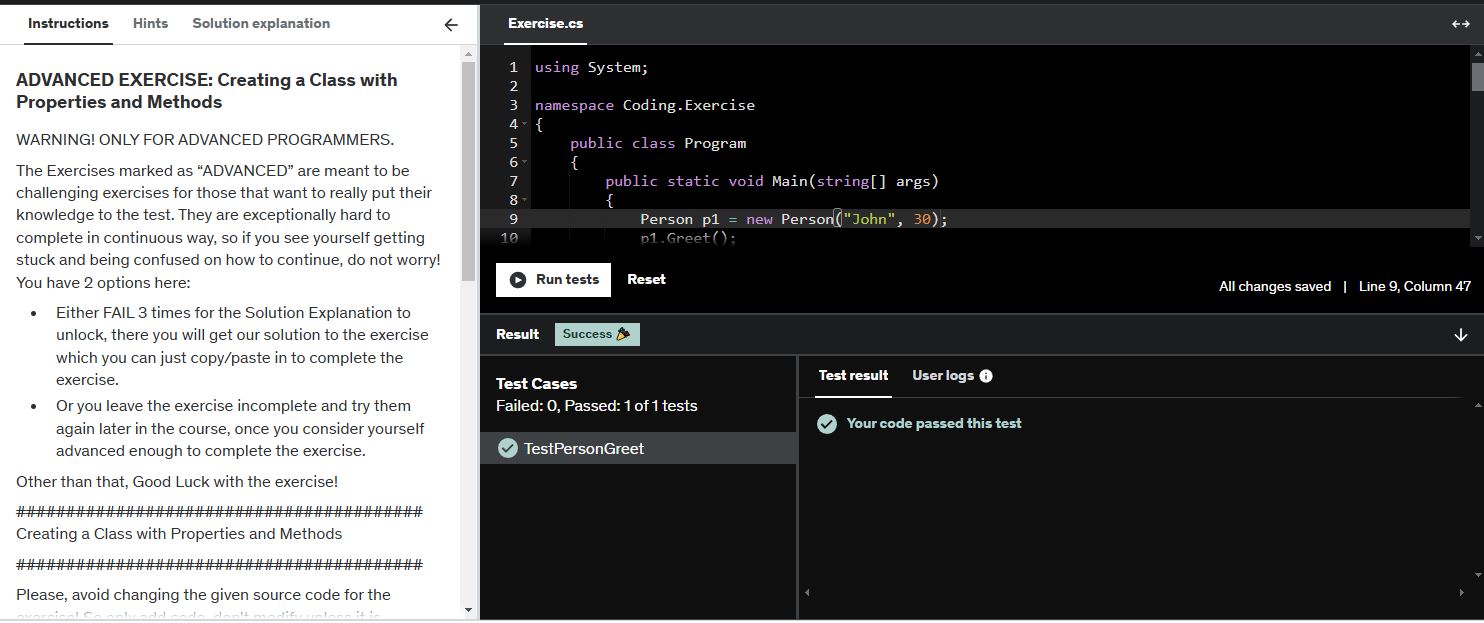 Instructions Hints Solution explanation
ADVANCED EXERCISE: Creating a Class with
Properties and Methods
WARNING! ONLY FOR ADVANCED PROGRAMMERS.
The Exercises marked as “ADVANCED” are meant to be
challenging exercises for those that want to really put their
knowledge to the test. They are exceptionally hard to
complete in continuous way, so if you see yourself getting
stuck and being confused on how to continue, do not worry!
You have 2 options here:
• Either FAIL 3 times for the Solution Explanation to
unlock, there you will get our solution to the exercise
which you can just copy/paste in to complete the
exercise.
• Or you leave the exercise incomplete and try them
again later in the course, once you consider yourself
advanced enough to complete the exercise.
Other than that, Good Luck with the exercise!
#########################################
Creating a Class with Properties and Methods
#########################################
Please, avoid changing the given source code for the
exercise! So only add code, don't modify unless it is
Exercise.cs
1 using System;
2
3 namespace Coding.Exercise
4 {
5 public class Program
6 {
7 public static void Main(string[] args)
8 {
9 Person p1 = new Person("John", 30);
10 p1.Greet();
Run tests Reset
All changes saved | Line 9, Column 47
Result Success
Test Cases
Failed: 0, Passed: 1 of 1 tests
TestPersonGreet
Test result User logs
Your code passed this test